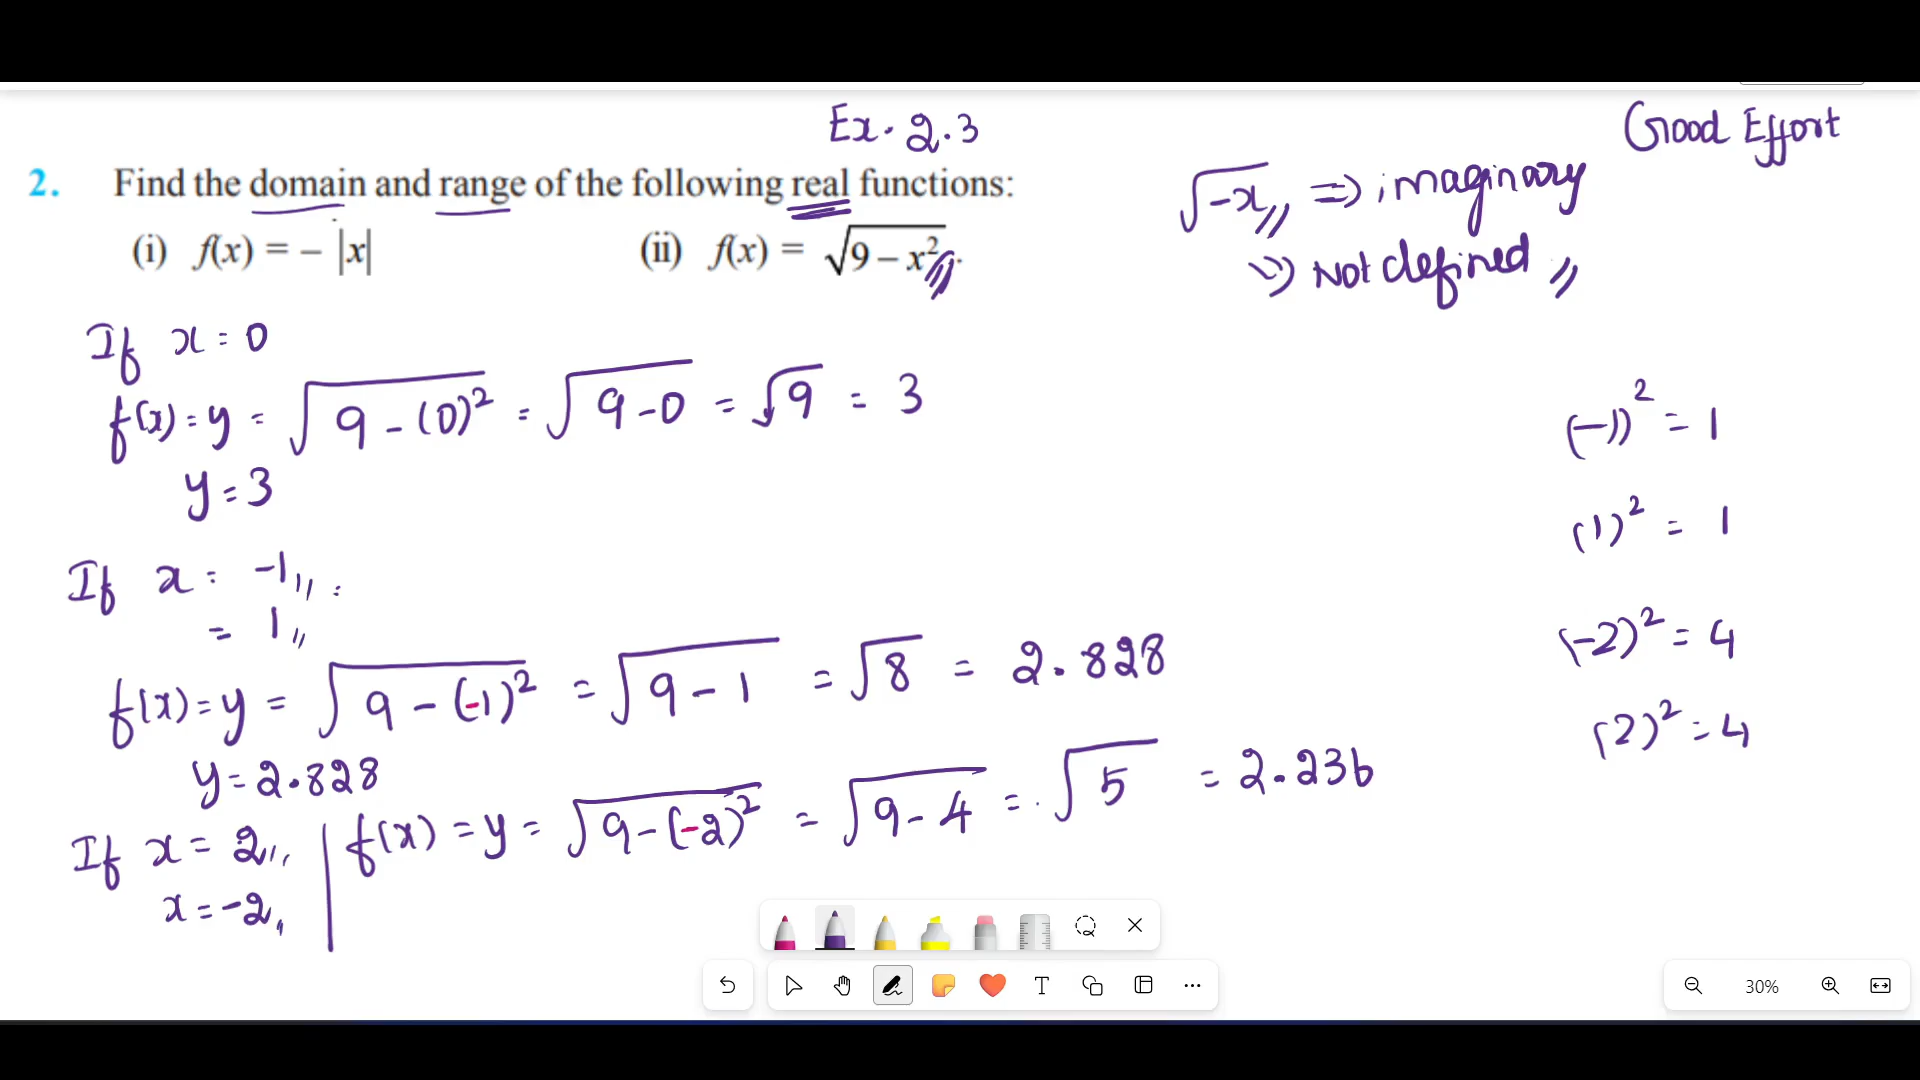 Ex. 2.3
Good Effort
2. Find the domain and range of the following real functions:
(i) f(x) = – |x|
(ii) f(x) = √(9 – x²).
√-x ⇒ imaginary
⇒ Not defined
If x = 0
f(x) = y = √(9 - (0)²) = √(9 - 0) = √9 = 3
y = 3
If x = -1
= 1
f(x) = y = √(9 - (-1)²) = √(9 - 1) = √8 = 2.828
y = 2.828
If x = 2
x = -2
f(x) = y = √(9 - (-2)²) = √(9 - 4) = √5 = 2.236
(-1)² = 1
(1)² = 1
(-2)² = 4
(2)² = 4
30%